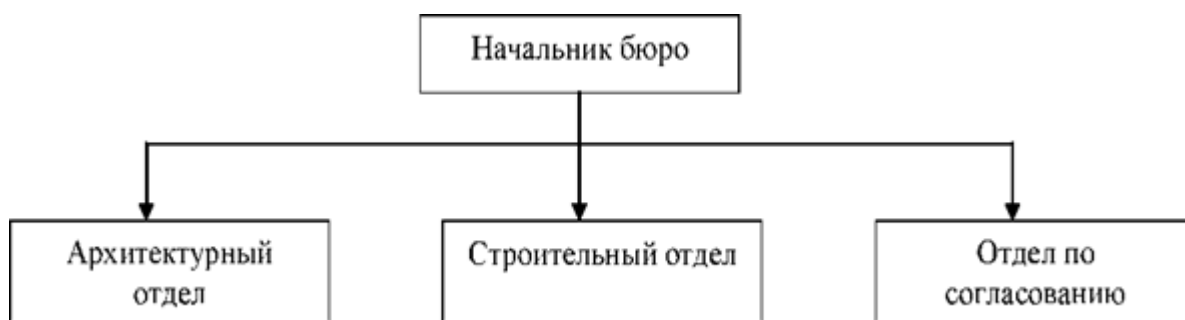 Начальник бюро
Архитектурный
отдел
Строительный отдел
Отдел по
согласованию